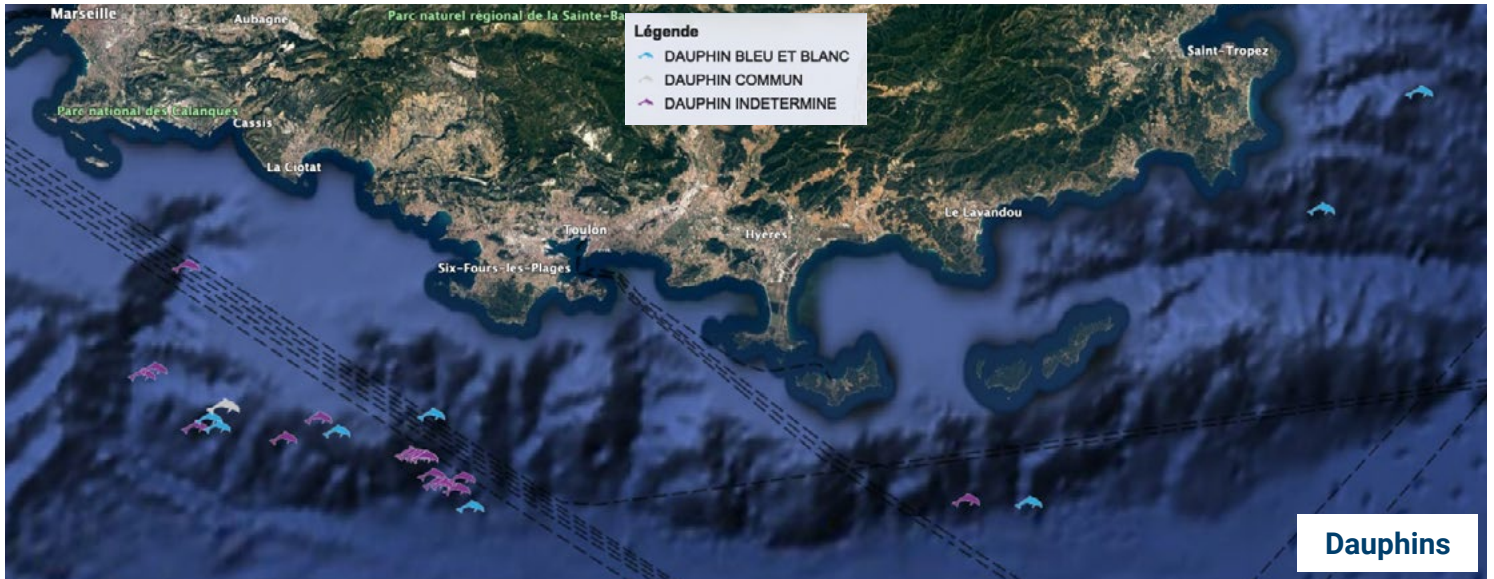 Marseille
Aubagne
Parc naturel régional de la Sainte-Ba
Légende
DAUPHIN BLEU ET BLANC
DAUPHIN COMMUN
DAUPHIN INDETERMINE
Saint-Tropez
Parc national des Calanques
Cassis
La Ciotat
Le Lavandou
Toulon
Hyères
Six-Fours-les-Plages
Dauphins